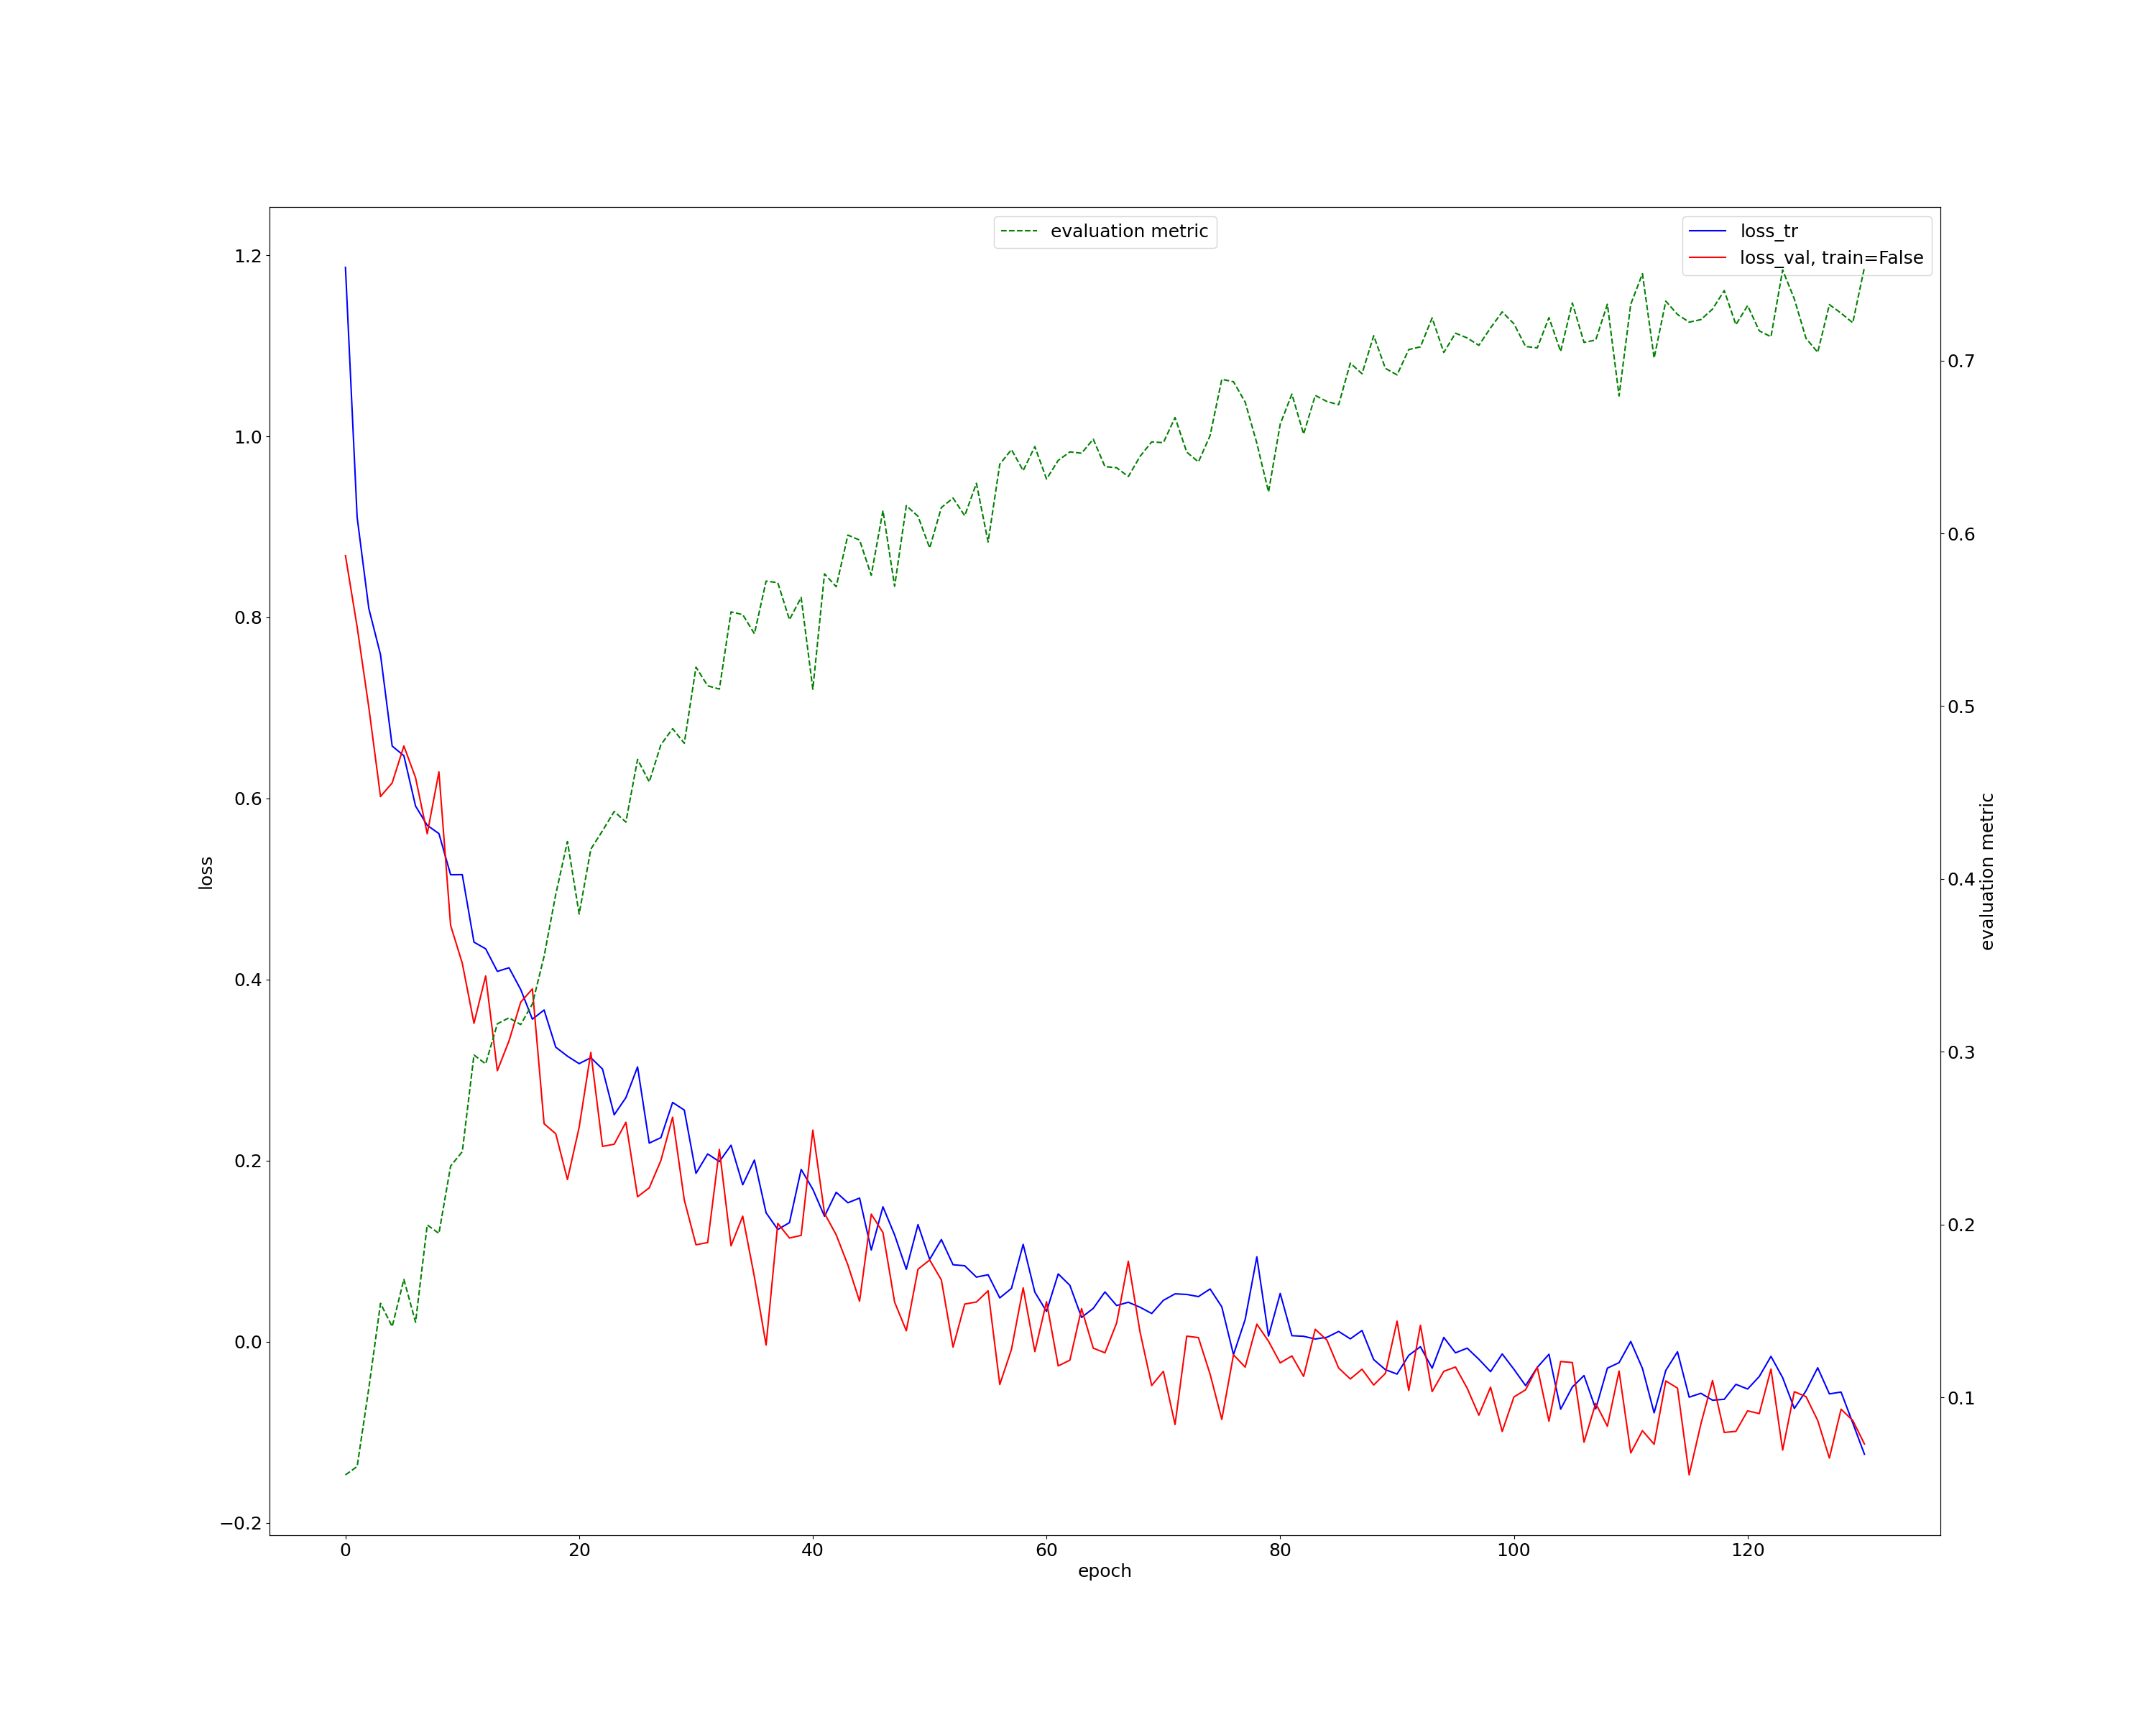 evaluation metric
loss_tr
loss_val, train=False
1.2
1.0
0.8
0.6
0.4
0.2
0.0
−0.2
loss
0.7
0.6
0.5
0.4
0.3
0.2
0.1
evaluation metric
0 20 40 60 80 100 120
epoch